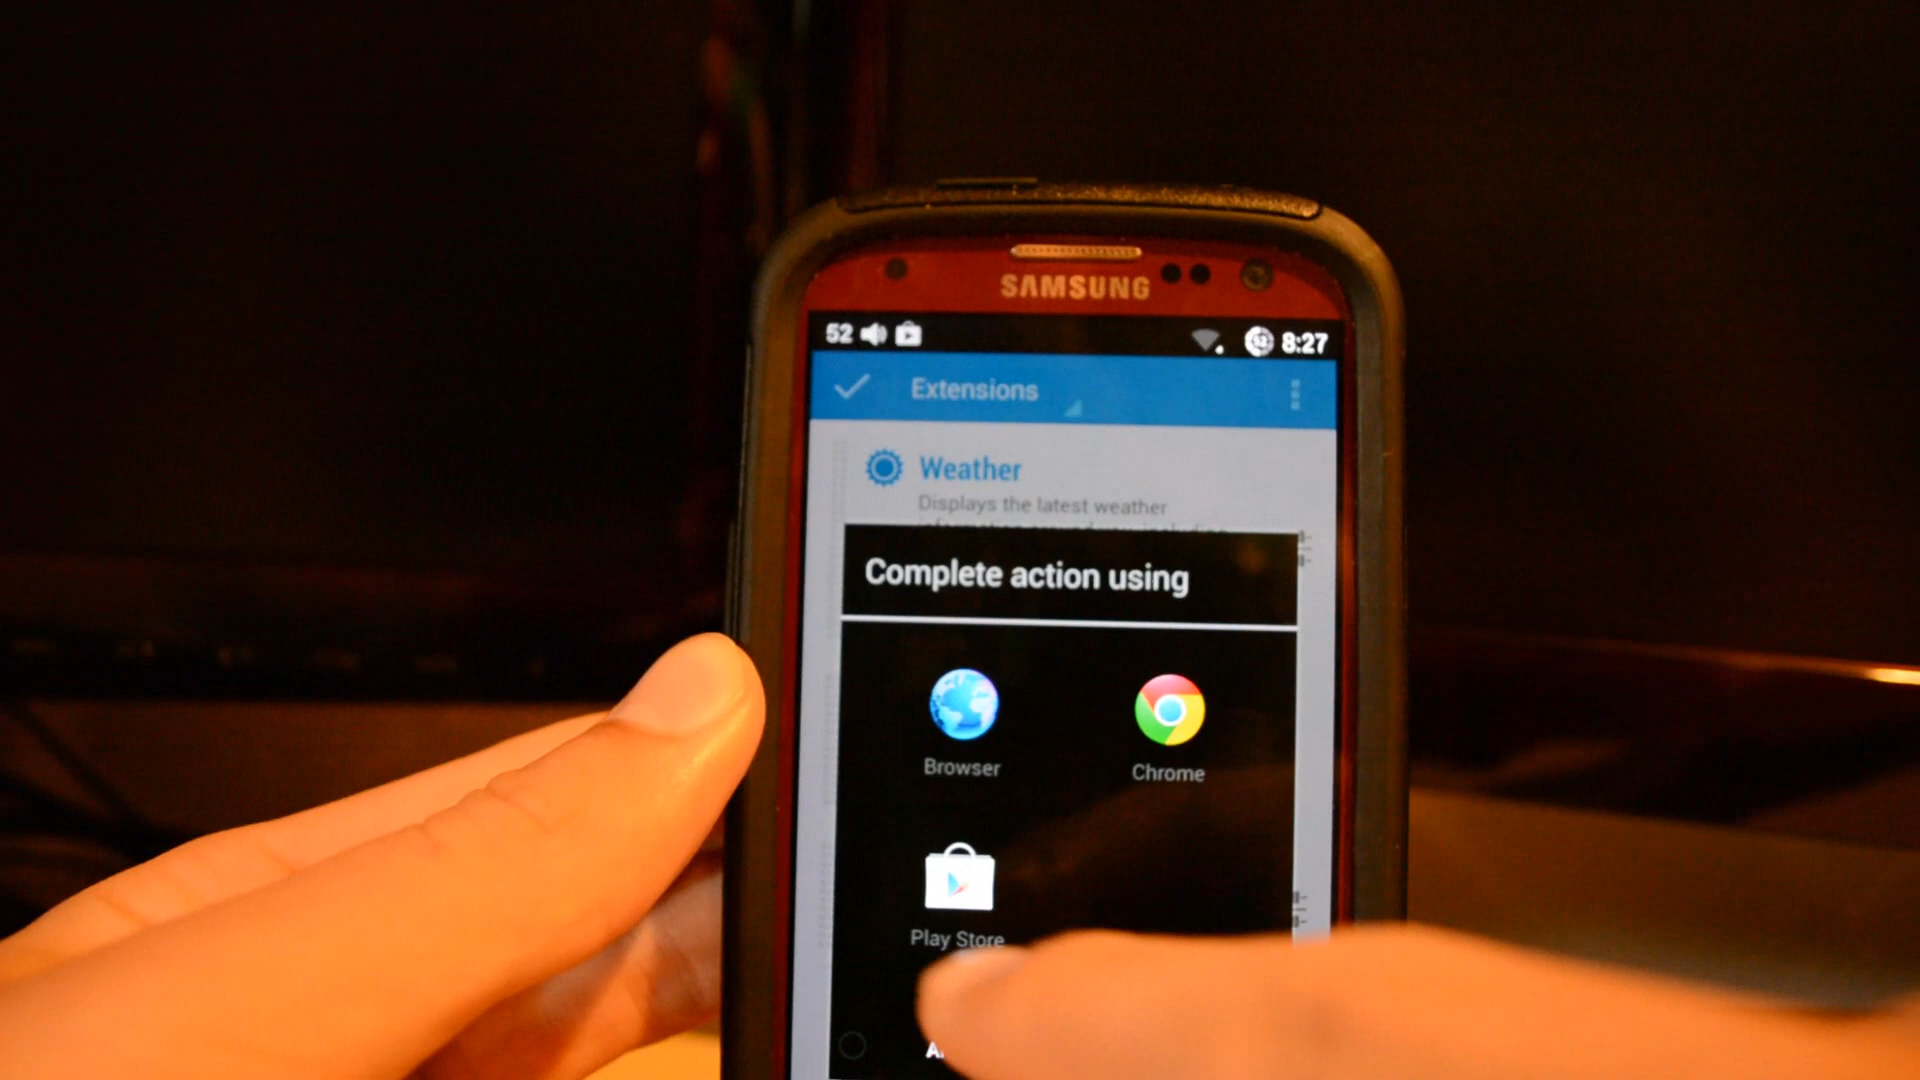 SAMSUNG
52 8:27
Extensions
Weather
Displays the latest weather
Complete action using
Browser Chrome
Play Store